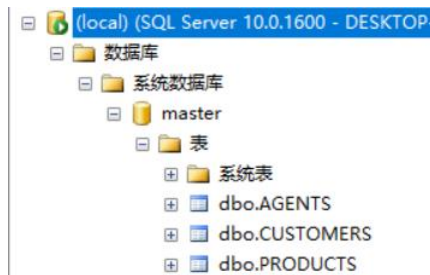 (local) (SQL Server 10.0.1600 - DESKTOP-
数据库
系统数据库
master
表
系统表
dbo.AGENTS
dbo.CUSTOMERS
dbo.PRODUCTS